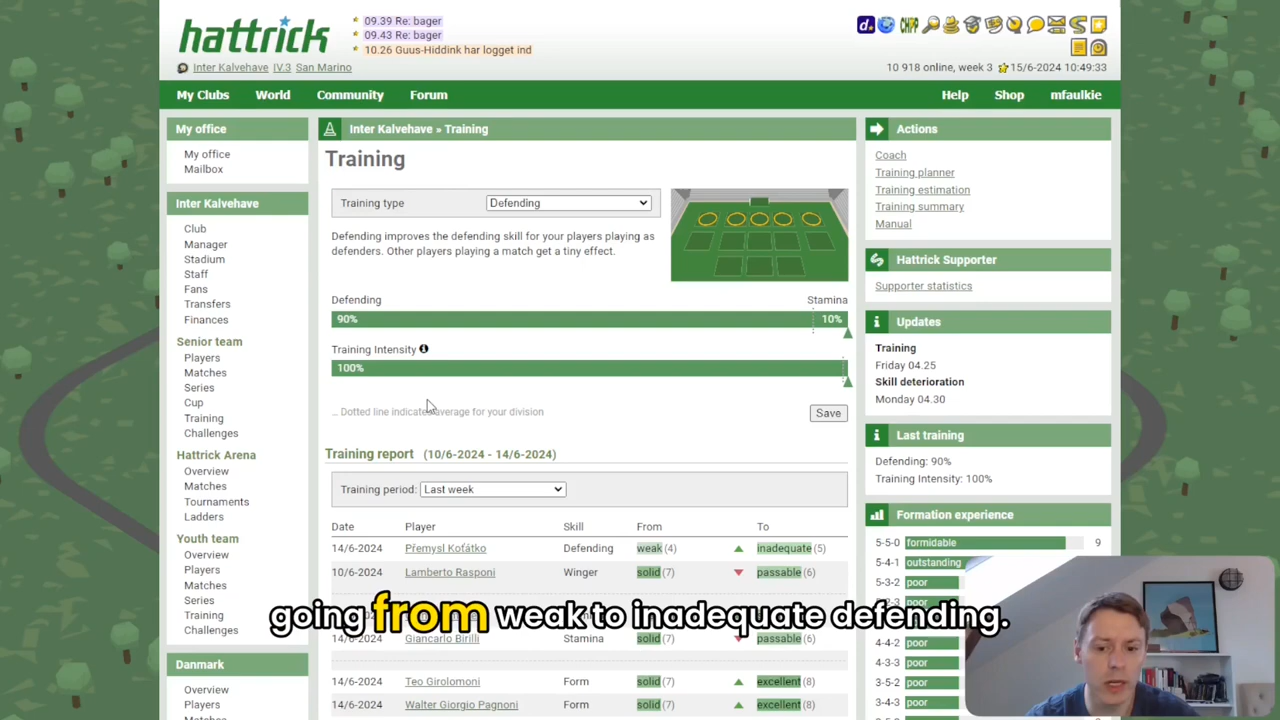 hattrick
09.39 Re: bager
09.43 Re: bager
10.26 Guus-Hiddink har logget ind
CHPP
Inter Kalvehave IV.3 San Marino
10 918 online, week 3 15/6-2024 10:49:33
My Clubs World Community Forum Help Shop mfaulkie
My office
My office
Mailbox
Inter Kalvehave
Club
Manager
Stadium
Staff
Fans
Transfers
Finances
Senior team
Players
Matches
Series
Cup
Training
Challenges
Hattrick Arena
Overview
Matches
Tournaments
Ladders
Youth team
Overview
Players
Matches
Series
Training
Challenges
Danmark
Overview
Players
Inter Kalvehave » Training
Training
Training type Defending
Defending improves the defending skill for your players playing as
defenders. Other players playing a match get a tiny effect.
Defending Stamina
90% 10%
Training Intensity
100%
... Dotted line indicates average for your division
Save
Training report (10/6-2024 - 14/6-2024)
Training period: Last week
Date Player Skill From To
14/6-2024 Přemysl Koťátko Defending weak (4) inadequate (5)
10/6-2024 Lamberto Rasponi Winger solid (7) passable (6)
going from weak to inadequate defending.
14/6-2024 Giancarlo Birilli Stamina solid (7) passable (6)
14/6-2024 Teo Girolomoni Form solid (7) excellent (8)
14/6-2024 Walter Giorgio Pagnoni Form solid (7) excellent (8)
Actions
Coach
Training planner
Training estimation
Training summary
Manual
Hattrick Supporter
Supporter statistics
Updates
Training
Friday 04.25
Skill deterioration
Monday 04.30
Last training
Defending: 90%
Training Intensity: 100%
Formation experience
5-5-0 formidable 9
5-4-1 outstanding
5-3-2 poor
poor
4-4-2 poor
4-3-3 poor
3-5-2 poor
3-4-3 poor